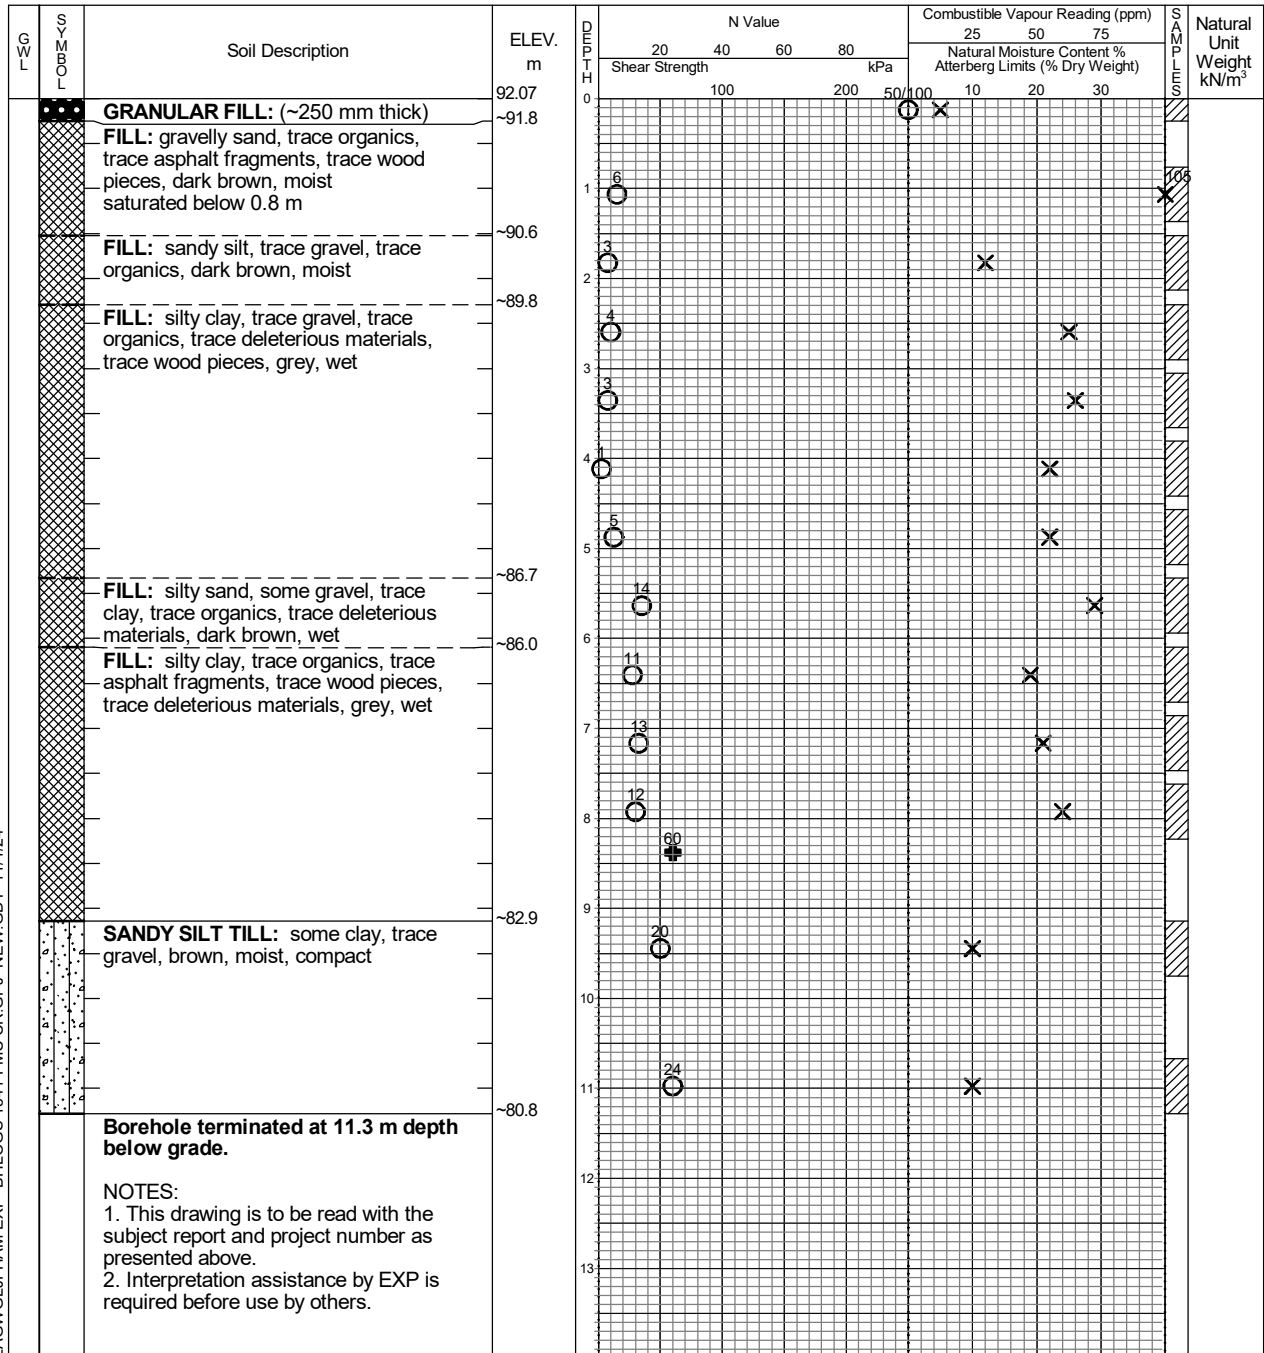 GWL
SYMBOL
Soil Description
ELEV.
m
DEPTH
N Value
20 40 60 80
Shear Strength kPa
100 200
Combustible Vapour Reading (ppm)
25 50 75
Natural Moisture Content %
Atterberg Limits (% Dry Weight)
10 20 30
SAMPLES
Natural
Unit
Weight
kN/m³
92.07
0
50/100
GRANULAR FILL: (~250 mm thick)
~91.8
FILL: gravelly sand, trace organics,
trace asphalt fragments, trace wood
pieces, dark brown, moist
saturated below 0.8 m
1
6
105
~90.6
FILL: sandy silt, trace gravel, trace
organics, dark brown, moist
3
2
~89.8
FILL: silty clay, trace gravel, trace
organics, trace deleterious materials,
trace wood pieces, grey, wet
4
3
3
4
1
5
5
~86.7
FILL: silty sand, some gravel, trace
clay, trace organics, trace deleterious
materials, dark brown, wet
14
6
~86.0
FILL: silty clay, trace organics, trace
asphalt fragments, trace wood pieces,
trace deleterious materials, grey, wet
11
7
13
12
8
60
9
~82.9
SANDY SILT TILL: some clay, trace
gravel, brown, moist, compact
20
10
24
11
~80.8
Borehole terminated at 11.3 m depth
below grade.
12
NOTES:
1. This drawing is to be read with the
subject report and project number as
presented above.
2. Interpretation assistance by EXP is
required before use by others.
13